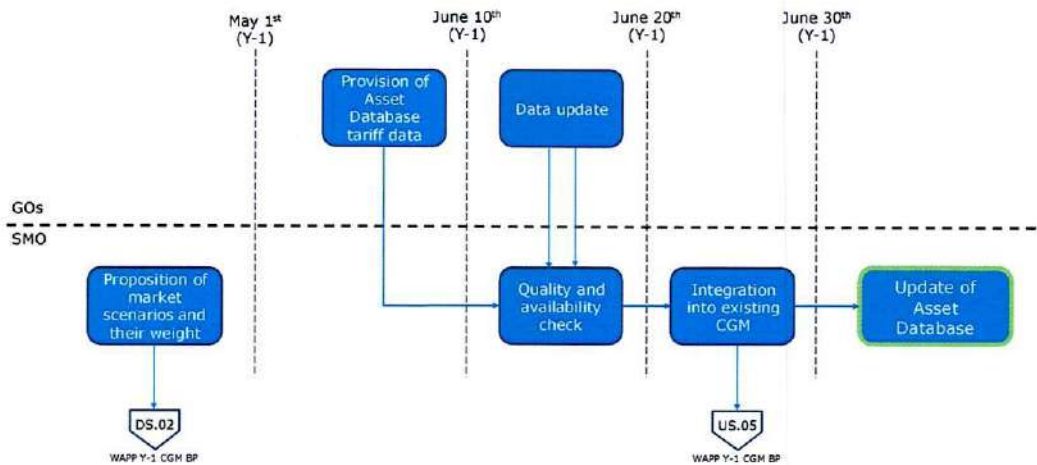 May 1st
(Y-1)
June 10th
(Y-1)
June 20th
(Y-1)
June 30th
(Y-1)
Provision of
Asset
Database
tariff data
Data update
GOs
SMO
Proposition of
market
scenarios and
their weight
Quality and
availability
check
Integration
into existing
CGM
Update of
Asset
Database
DS.02
WAPP Y-1 CGM BP
US.05
WAPP Y-1 CGM BP